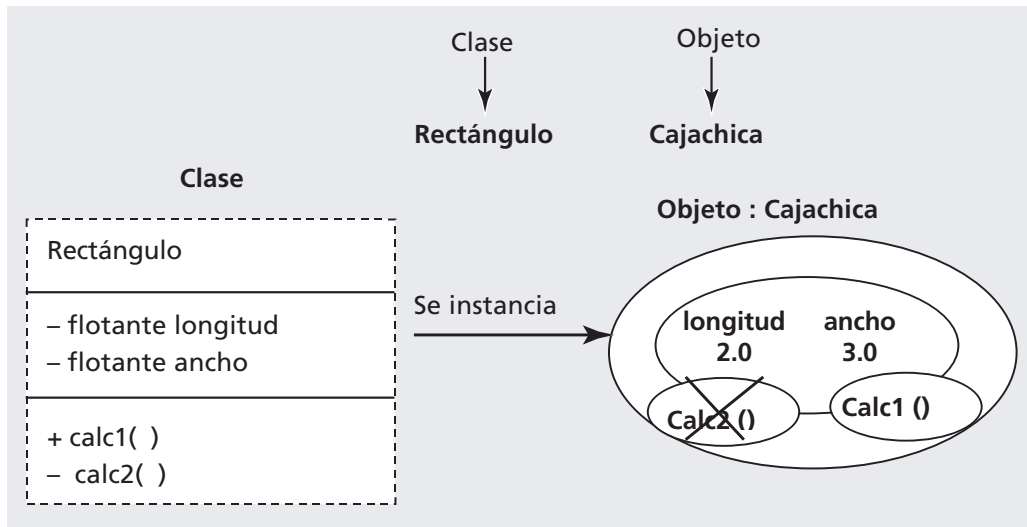 Clase
Objeto
Rectángulo
Cajachica
Clase
Rectángulo
– flotante longitud
– flotante ancho
+ calc1( )
– calc2( )
Se instancia
Objeto : Cajachica
longitud ancho
2.0 3.0
Calc2 ()
Calc1 ()